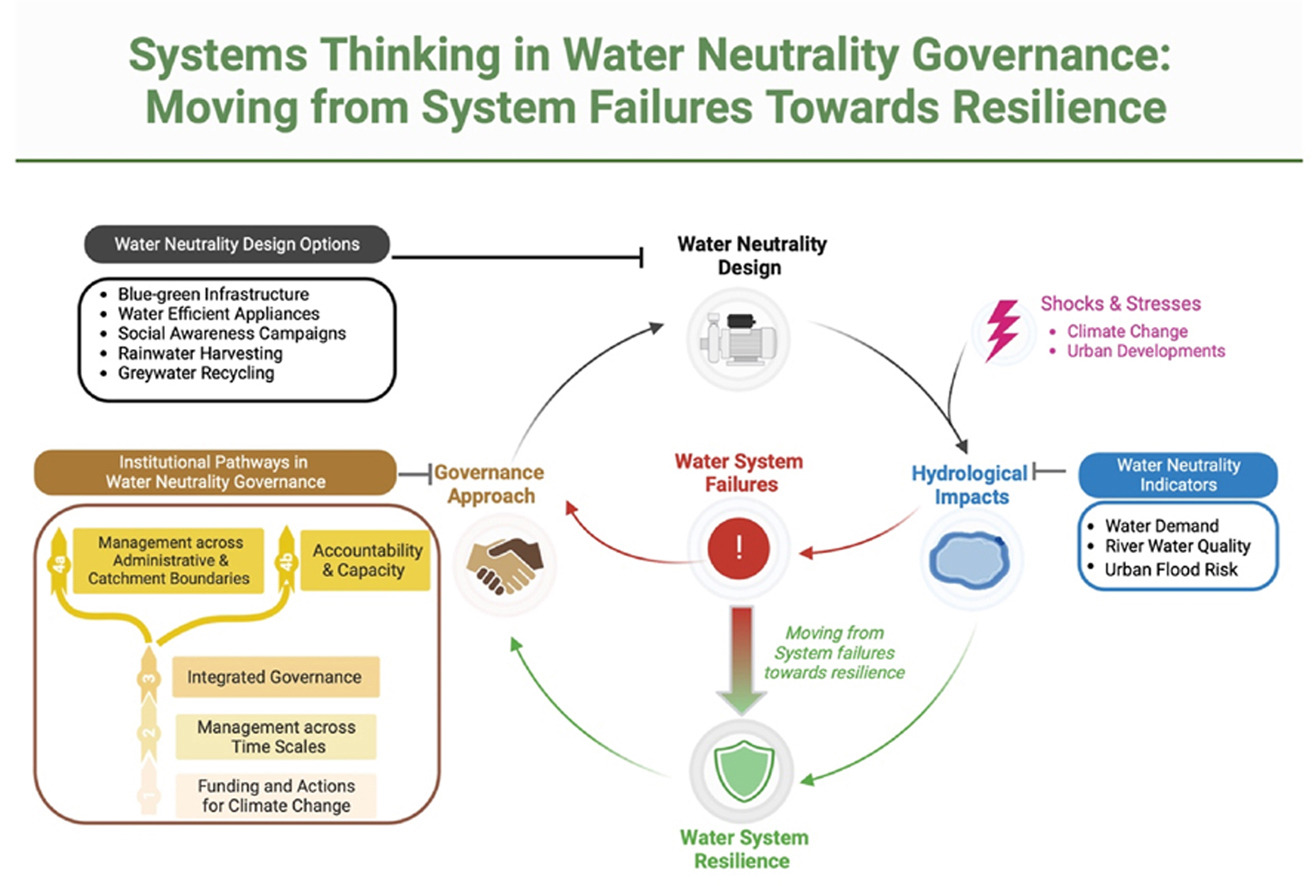 Systems Thinking in Water Neutrality Governance:
Moving from System Failures Towards Resilience
Water Neutrality Design Options
• Blue-green Infrastructure
• Water Efficient Appliances
• Social Awareness Campaigns
• Rainwater Harvesting
• Greywater Recycling
Water Neutrality
Design
Shocks & Stresses
• Climate Change
• Urban Developments
Institutional Pathways in
Water Neutrality Governance
Governance
Approach
Water System
Failures
!
Hydrological
Impacts
Water Neutrality
Indicators
• Water Demand
• River Water Quality
• Urban Flood Risk
4a
Management across
Administrative &
Catchment Boundaries
4b
Accountability
& Capacity
3
Integrated Governance
2
Management across
Time Scales
1
Funding and Actions
for Climate Change
Moving from
System failures
towards resilience
Water System
Resilience